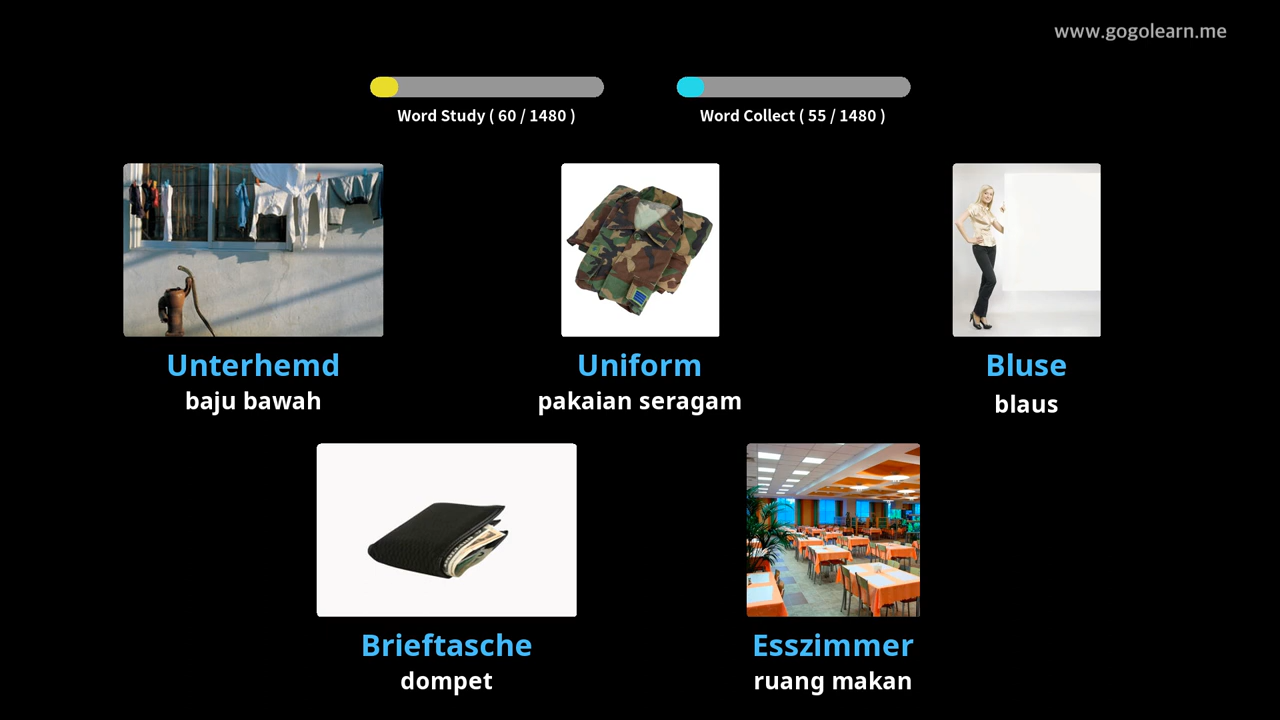 www.gogolearn.me
Word Study ( 60 / 1480 )
Word Collect ( 55 / 1480 )
Unterhemd
baju bawah
Uniform
pakaian seragam
Bluse
blaus
Brieftasche
dompet
Esszimmer
ruang makan